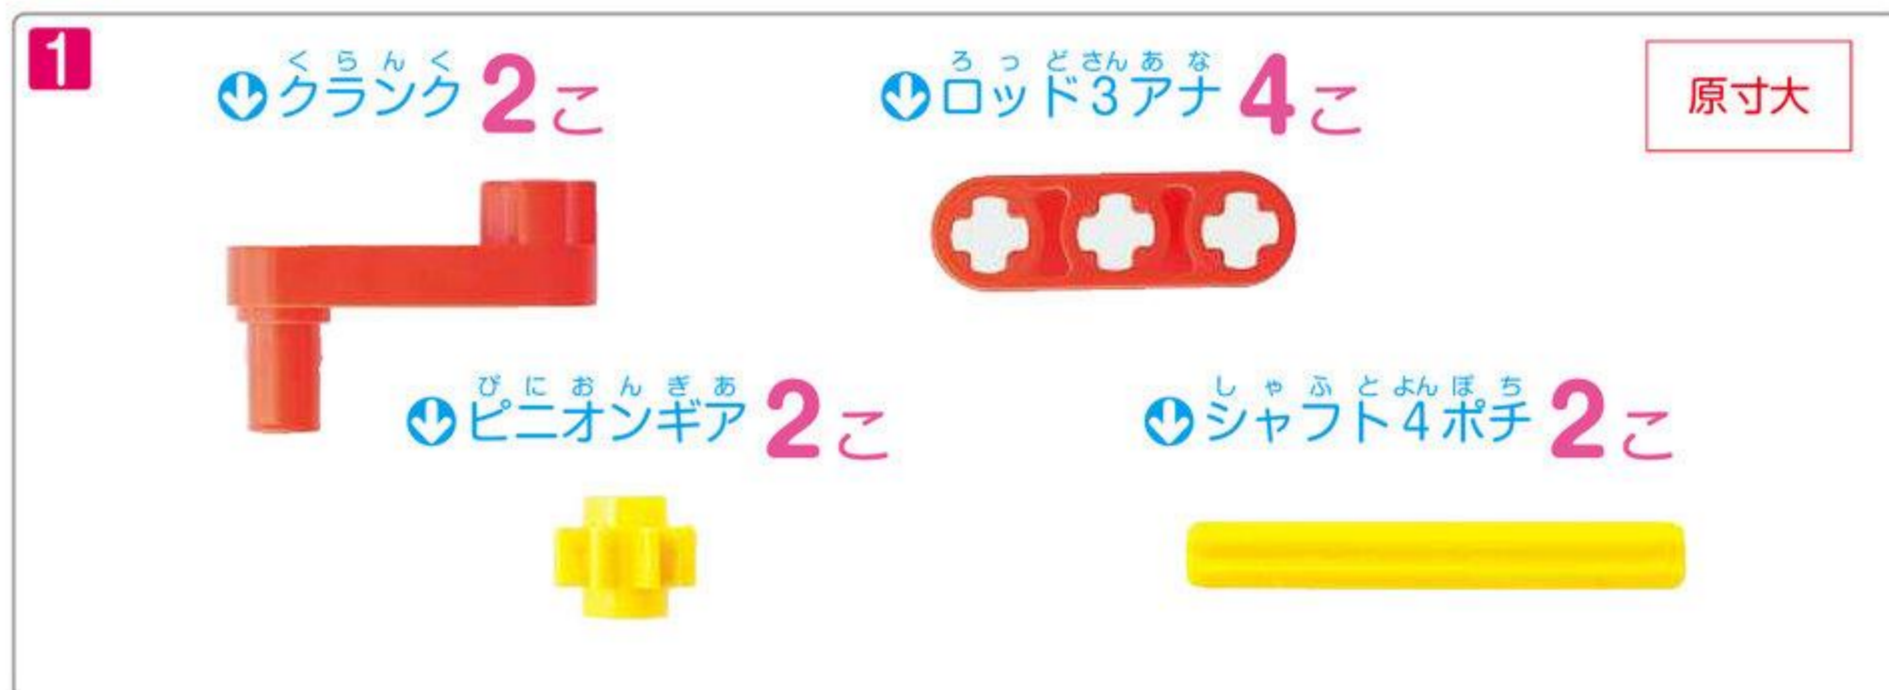 1
くらんく
クランク 2こ
ろっどさんあな
ロッド3アナ 4こ
原寸大
ぴにおんぎあ
ピニオンギア 2こ
しゃふとよんぽち
シャフト4ポチ 2こ